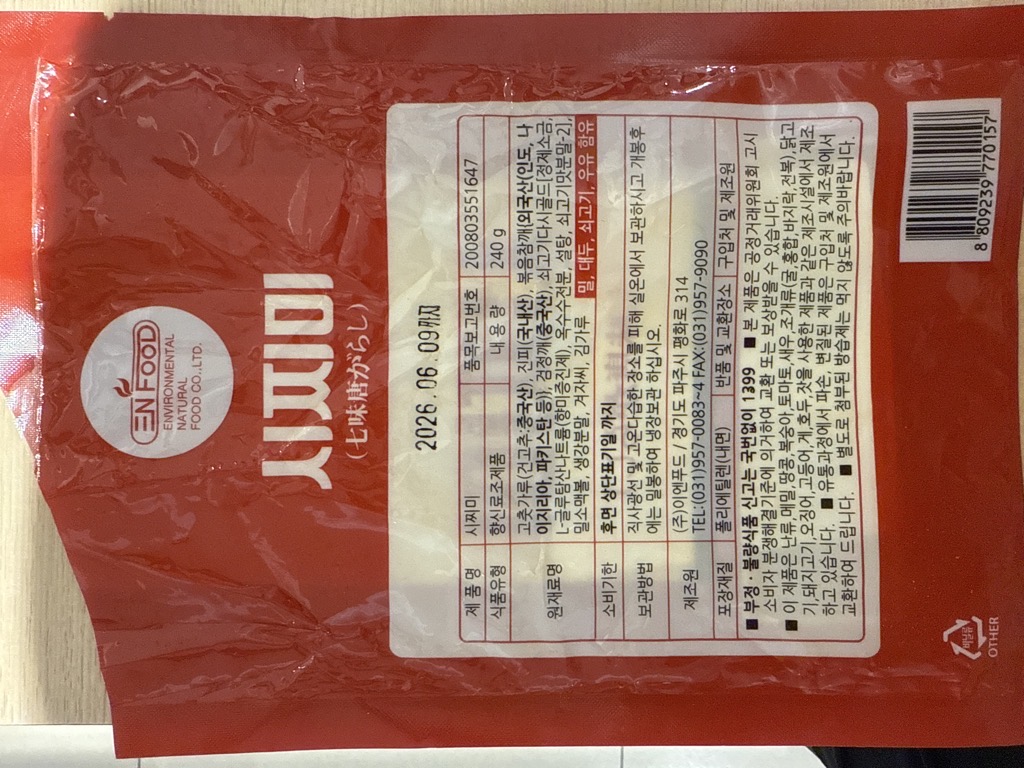 EN FOOD
ENVIRONMENTAL
NATURAL
FOOD CO.,LTD.
시찌미
(七味唐がらし)
2026.06.09까지
제 품 명 시찌미 품목보고번호 200803551647
식품유형 향신료조제품 내 용 량 240 g
원재료명 고춧가루(건고추:중국산), 진피(국내산), 볶음참깨[외국산(인도, 나
이지리아, 파키스탄 등)], 검정깨(중국산), 쇠고기다시골드[정제소금,
L-글루탐산나트륨(향미증진제), 옥수수전분, 설탕, 쇠고기맛분말-2],
밀소맥볼, 생강분말, 겨자씨, 김가루 밀, 대두, 쇠고기, 우유 함유
소비기한 후면 상단표기일 까지
보관방법 직사광선 및 고온다습한 장소를 피해 실온에서 보관하시고 개봉후
에는 밀봉하여 냉장보관 하십시오.
제조원 (주)이엔푸드 / 경기도 파주시 평화로 314
TEL:(031)957-0083~4 FAX:(031)957-9090
포장재질 폴리에틸렌(내면) 반품 및 교환장소 구입처 및 제조원
■ 부정 · 불량식품 신고는 국번없이 1399 ■ 본 제품은 공정거래위원회 고시
소비자 분쟁해결기준에 의거하여 교환 또는 보상받을 수 있습니다.
■ 이 제품은 난류,메밀,땅콩,복숭아,토마토,새우,조개류(굴,홍합,바지락,전복),닭고
기,돼지고기,오징어,고등어,게,호두,잣을 사용한 제품과 같은 제조시설에서 제조
하고 있습니다. ■ 유통과정에서 파손, 변질된 제품은 구입처 및 제조원에서
교환하여 드립니다. ■ 별도로 첨부된 방습제는 먹지 않도록 주의바랍니다.
8 809239 770157
비닐류
OTHER